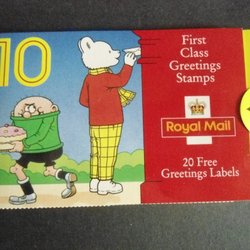 10
First
Class
Greetings
Stamps
Royal Mail
20 Free
Greetings Labels